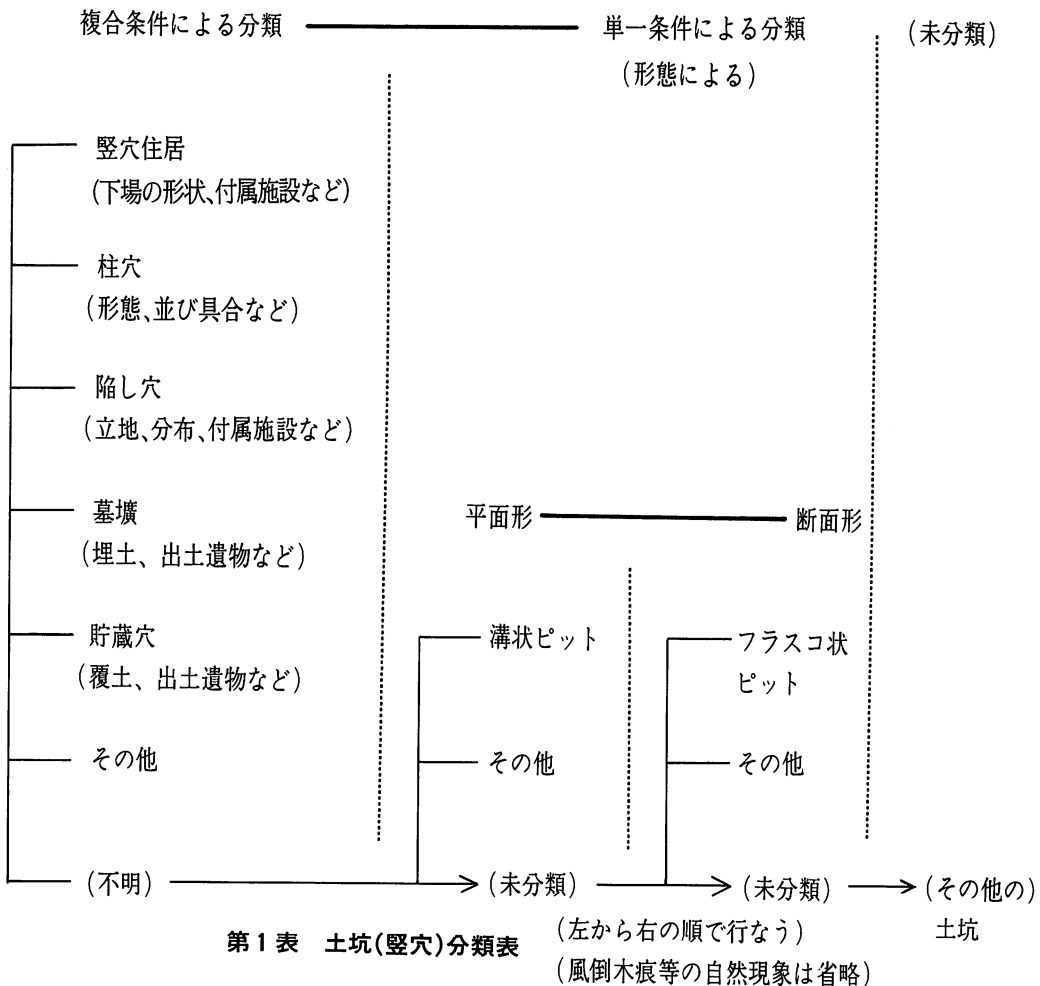 複合条件による分類
単一条件による分類
(形態による)
(未分類)
竪穴住居
(下場の形状、付属施設など)
柱穴
(形態、並び具合など)
陥し穴
(立地、分布、付属施設など)
墓壙
(埋土、出土遺物など)
貯蔵穴
(覆土、出土遺物など)
その他
(不明)
平面形
断面形
溝状ピット
その他
(未分類)
フラスコ状
ピット
その他
(未分類)
(その他の)
土坑
(左から右の順で行なう)
(風倒木痕等の自然現象は省略)
第1表 土坑(竪穴)分類表